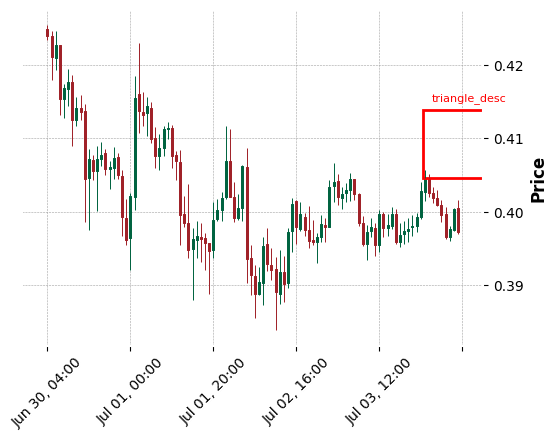 triangle_desc
0.42
0.41
0.40
0.39
Price
Jun 30, 04:00
Jul 01, 00:00
Jul 01, 20:00
Jul 02, 16:00
Jul 03, 12:00